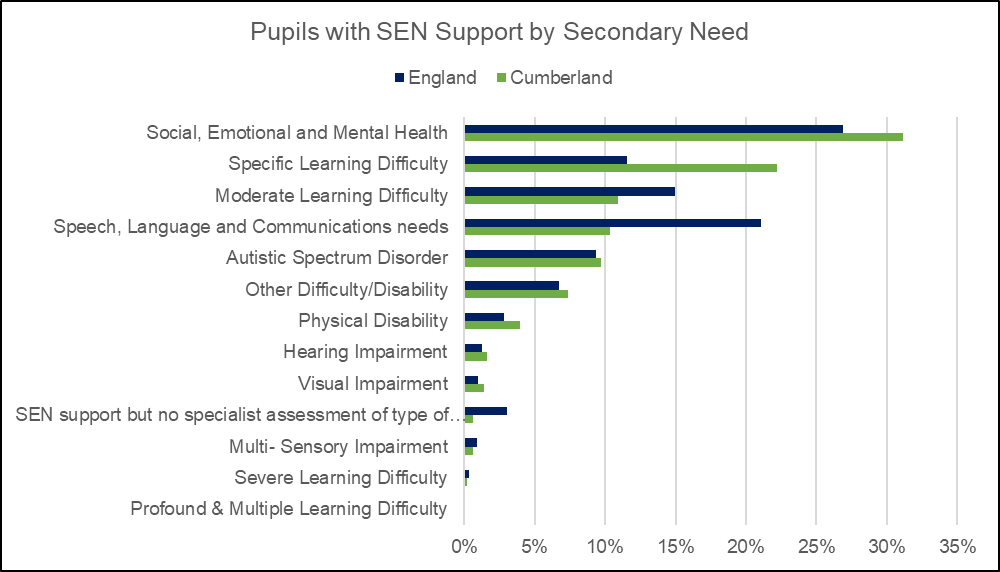 Pupils with SEN Support by Secondary Need
England Cumberland
Social, Emotional and Mental Health
Specific Learning Difficulty
Moderate Learning Difficulty
Speech, Language and Communications needs
Autistic Spectrum Disorder
Other Difficulty/Disability
Physical Disability
Hearing Impairment
Visual Impairment
SEN support but no specialist assessment of type of…
Multi- Sensory Impairment
Severe Learning Difficulty
Profound & Multiple Learning Difficulty
0% 5% 10% 15% 20% 25% 30% 35%